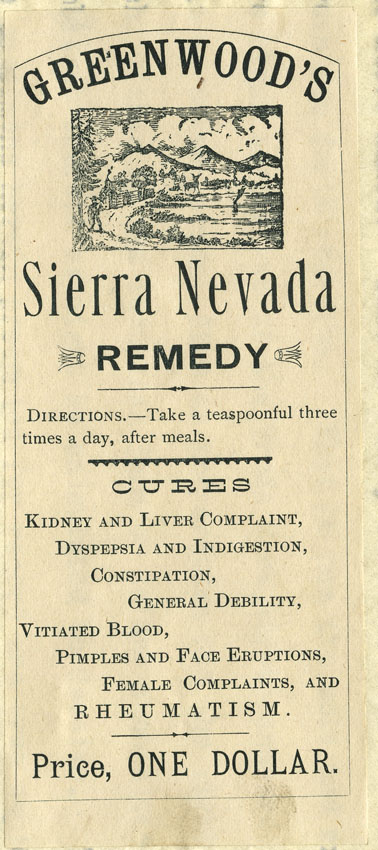 GREENWOOD'S
Sierra Nevada
REMEDY
DIRECTIONS.—Take a teaspoonful three
times a day, after meals.
CURES
KIDNEY AND LIVER COMPLAINT,
DYSPEPSIA AND INDIGESTION,
CONSTIPATION,
GENERAL DEBILITY,
VITIATED BLOOD,
PIMPLES AND FACE ERUPTIONS,
FEMALE COMPLAINTS, AND
RHEUMATISM.
Price, ONE DOLLAR.